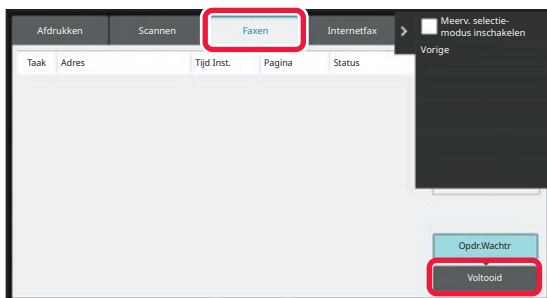 Afdrukken Scannen Faxen Internetfax
Meerv. selectie-
modus inschakelen
Vorige
Taak Adres Tijd Inst. Pagina Status
Opdr.Wachtr
Voltooid